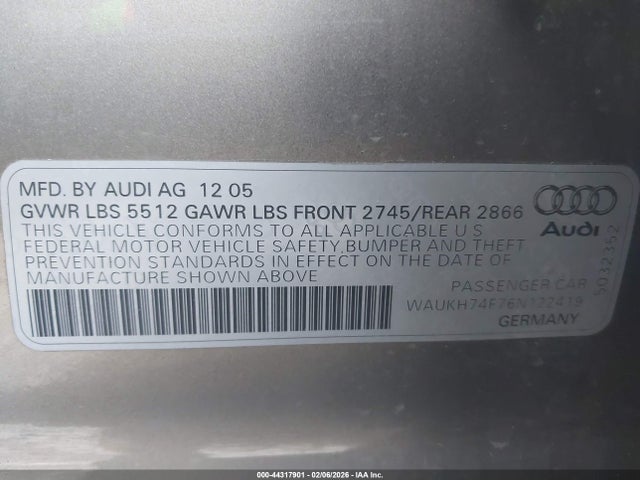 MFD. BY AUDI AG 12 05
GVWR LBS 5512 GAWR LBS FRONT 2745/REAR 2866
THIS VEHICLE CONFORMS TO ALL APPLICABLE U S
FEDERAL MOTOR VEHICLE SAFETY, BUMPER AND THEFT
PREVENTION STANDARDS IN EFFECT ON THE DATE OF
MANUFACTURE SHOWN ABOVE
PASSENGER CAR
WAUKH74F76N122419
GERMANY
Audi
5032352
000-44317901 - 02/06/2026 - IAA Inc.